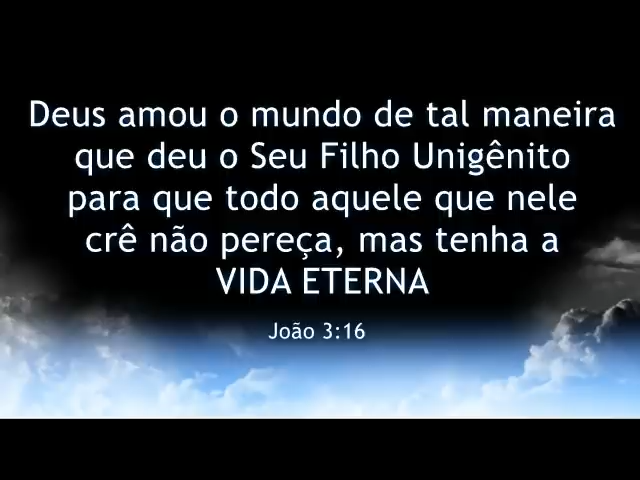 Deus amou o mundo de tal maneira
que deu o Seu Filho Unigênito
para que todo aquele que nele
crê não pereça, mas tenha a
VIDA ETERNA
João 3:16